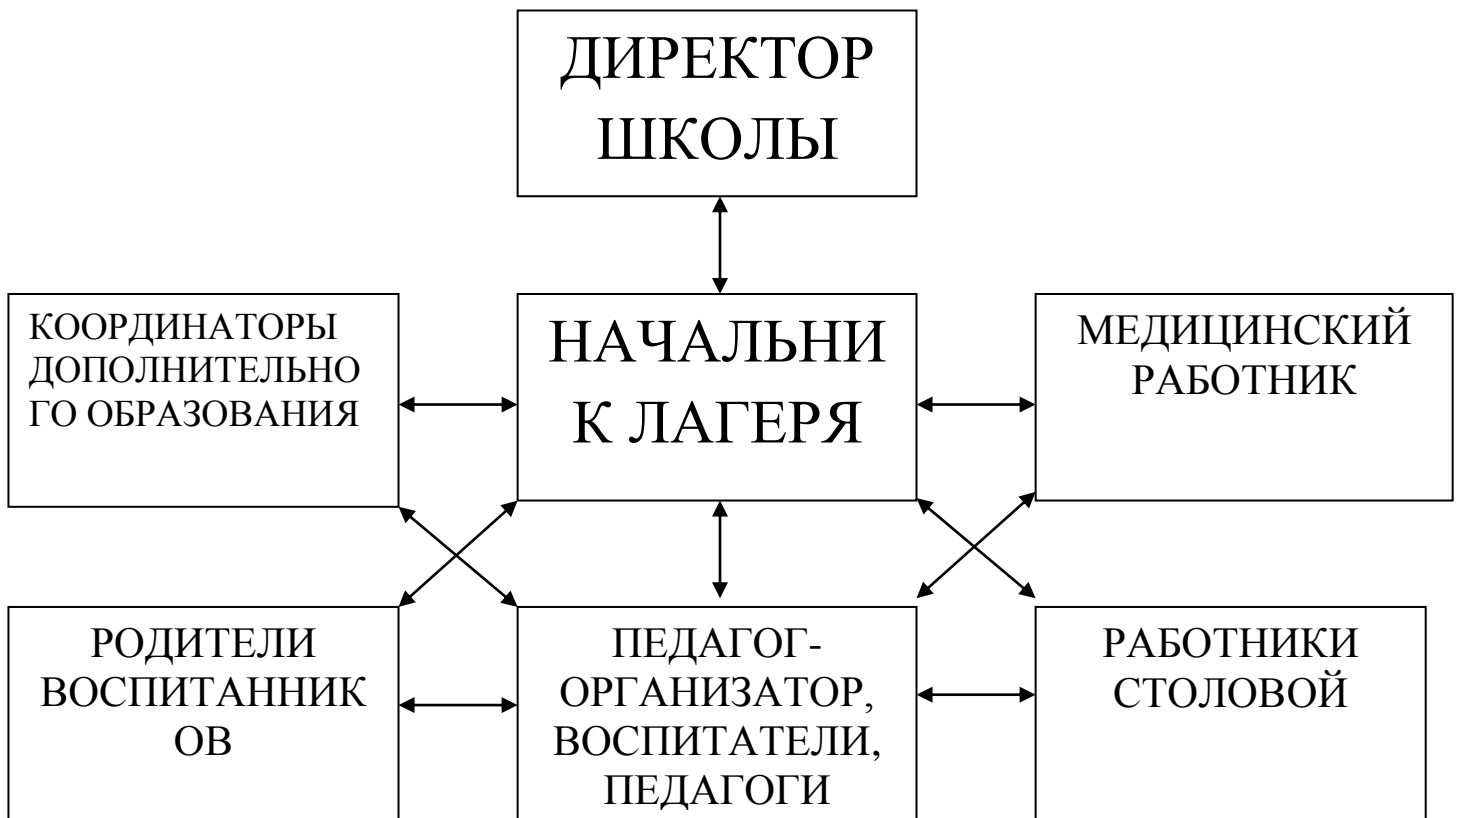 ДИРЕКТОР
ШКОЛЫ
КООРДИНАТОРЫ
ДОПОЛНИТЕЛЬНО
ГО ОБРАЗОВАНИЯ
НАЧАЛЬНИ
К ЛАГЕРЯ
МЕДИЦИНСКИЙ
РАБОТНИК
РОДИТЕЛИ
ВОСПИТАННИК
ОВ
ПЕДАГОГ-
ОРГАНИЗАТОР,
ВОСПИТАТЕЛИ,
ПЕДАГОГИ
РАБОТНИКИ
СТОЛОВОЙ